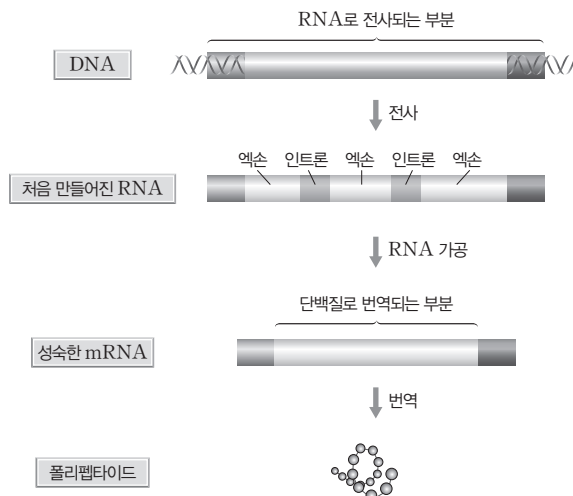 RNA로 전사되는 부분
DNA
전사
엑손 인트론 엑손 인트론 엑손
처음 만들어진 RNA
RNA 가공
단백질로 번역되는 부분
성숙한 mRNA
번역
폴리펩타이드